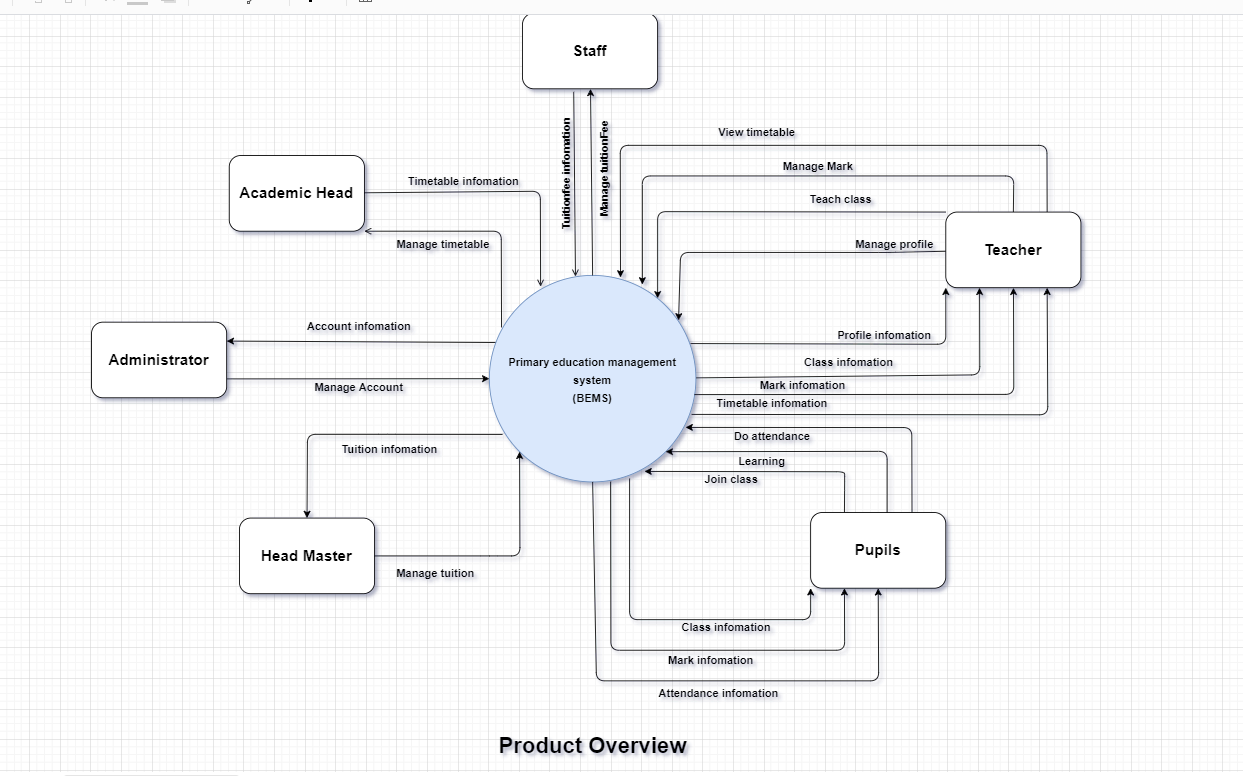 Staff
Tuitionfee infomation
Manage tuitionFee
View timetable
Manage Mark
Teach class
Manage profile
Teacher
Academic Head
Timetable infomation
Manage timetable
Account infomation
Administrator
Manage Account
Primary education management
system
(BEMS)
Profile infomation
Class infomation
Mark infomation
Timetable infomation
Do attendance
Learning
Join class
Tuition infomation
Head Master
Manage tuition
Pupils
Class infomation
Mark infomation
Attendance infomation
Product Overview